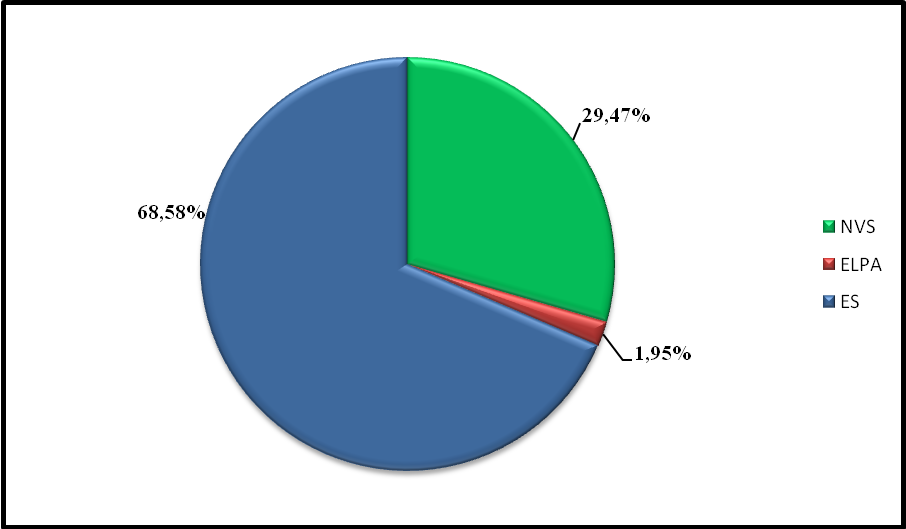 29,47%
68,58%
1,95%
NVS
ELPA
ES